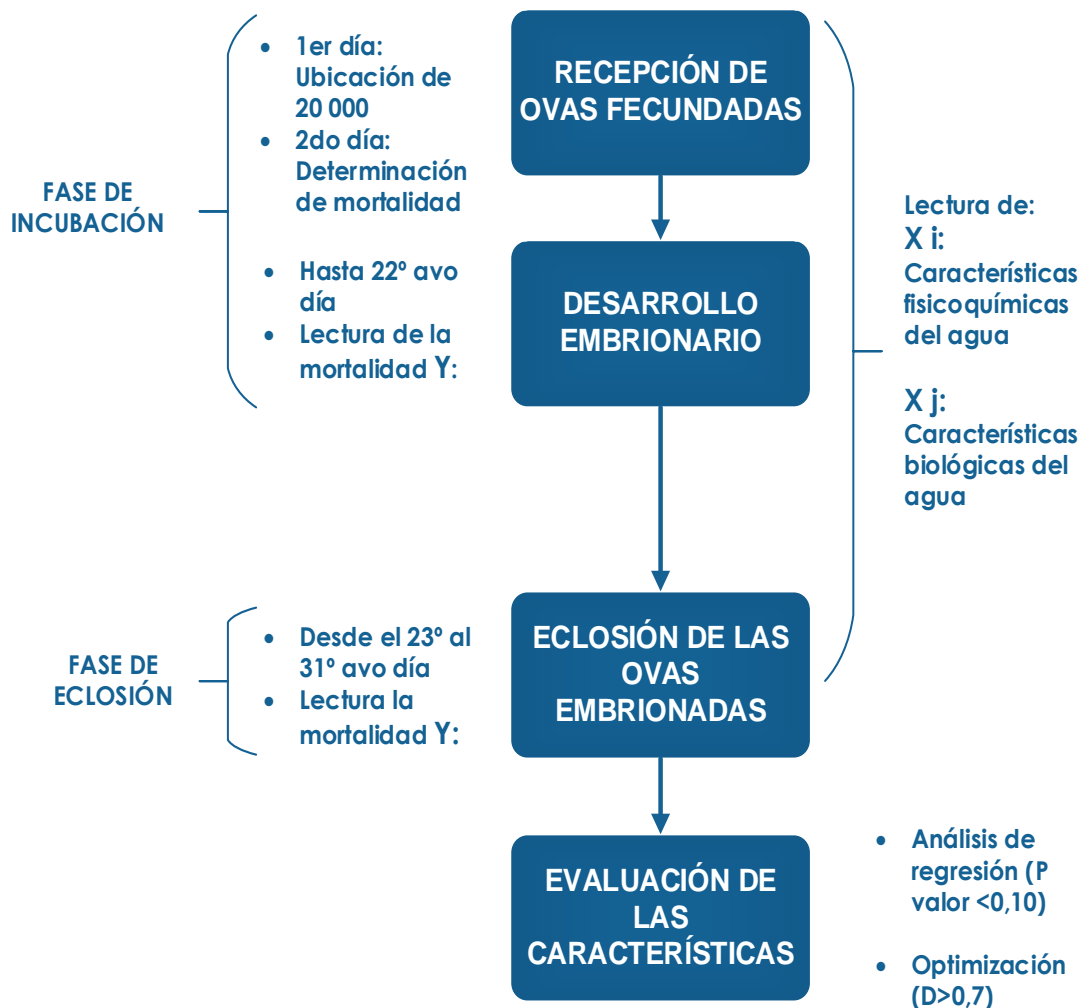 FASE DE
INCUBACIÓN
• 1er día:
Ubicación de
20 000
• 2do día:
Determinación
de mortalidad
• Hasta 22º avo
día
• Lectura de la
mortalidad Y:
RECEPCIÓN DE
OVAS FECUNDADAS
DESARROLLO
EMBRIONARIO
Lectura de:
X i:
Características
fisicoquímicas
del agua
X j:
Características
biológicas del
agua
FASE DE
ECLOSIÓN
• Desde el 23º al
31º avo día
• Lectura la
mortalidad Y:
ECLOSIÓN DE LAS
OVAS
EMBRIONADAS
EVALUACIÓN DE
LAS
CARACTERÍSTICAS
• Análisis de
regresión (P
valor <0,10)
• Optimización
(D>0,7)